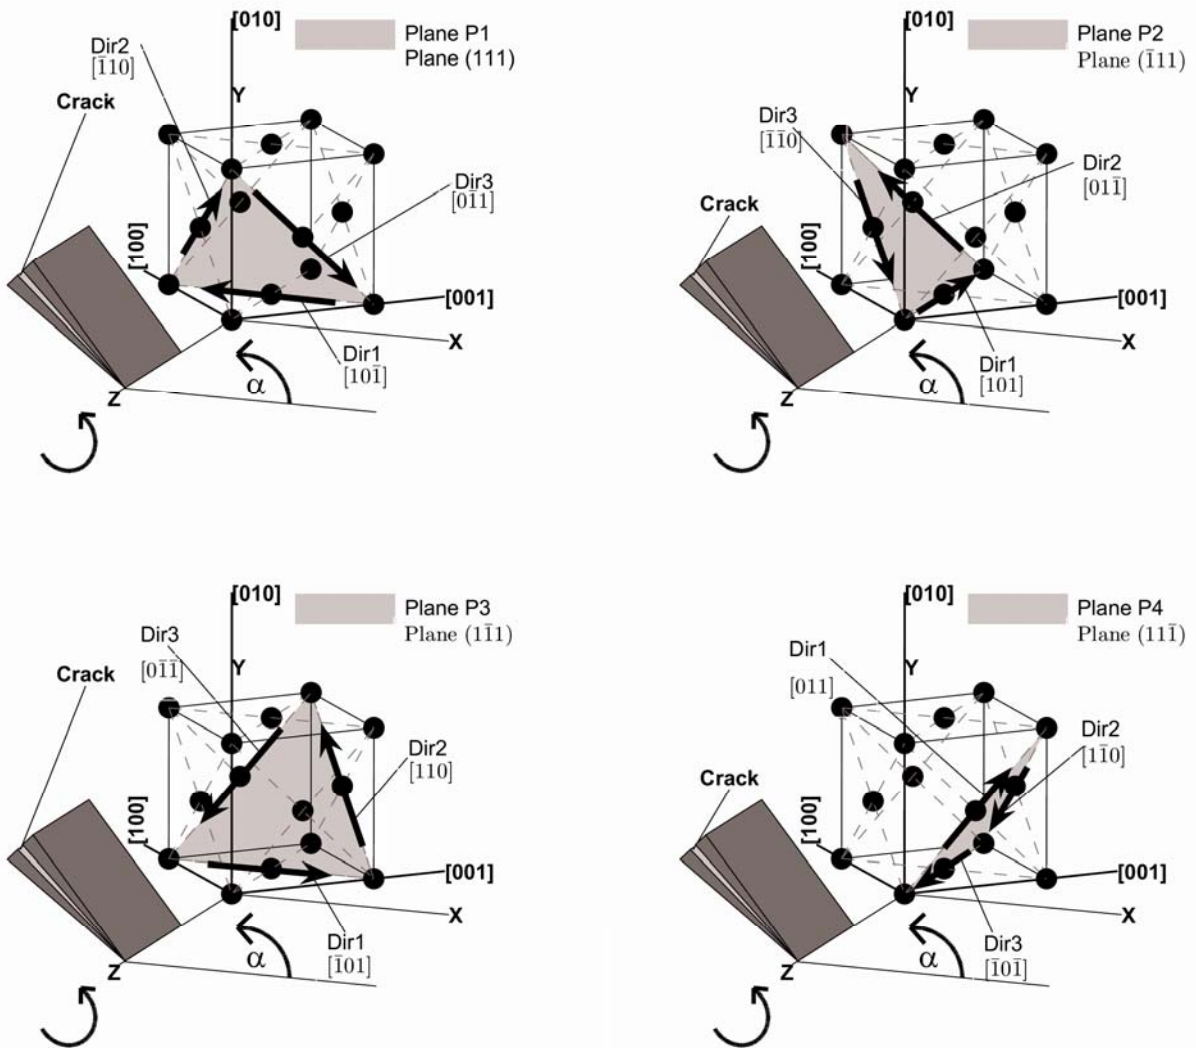 [010]
Plane P1
Plane (111)
Dir2
[1̄10]
Crack
Y
Dir3
[01̄1]
[100]
[001]
X
Dir1
[101̄]
α
Z
[010]
Plane P2
Plane (1̄11)
Y
Dir3
[1̄1̄0]
Dir2
[011̄]
Crack
[100]
[001]
X
Dir1
[101]
α
Z
[010]
Plane P3
Plane (11̄1)
Dir3
[01̄1̄]
Y
Crack
Dir2
[110]
[100]
[001]
X
Dir1
[1̄01]
α
Z
[010]
Plane P4
Plane (111̄)
Dir1
[011]
Y
Dir2
[11̄0]
Crack
[100]
[001]
X
Dir3
[1̄01̄]
α
Z